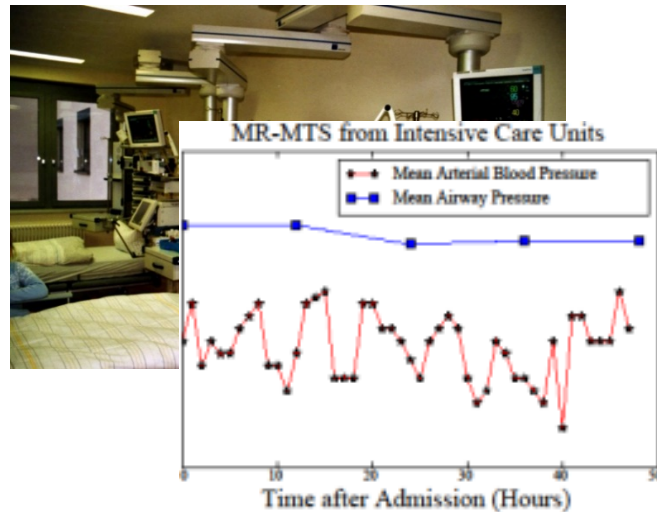 MR-MTS from Intensive Care Units
Mean Arterial Blood Pressure
Mean Airway Pressure
0 10 20 30 40 50
Time after Admission (Hours)